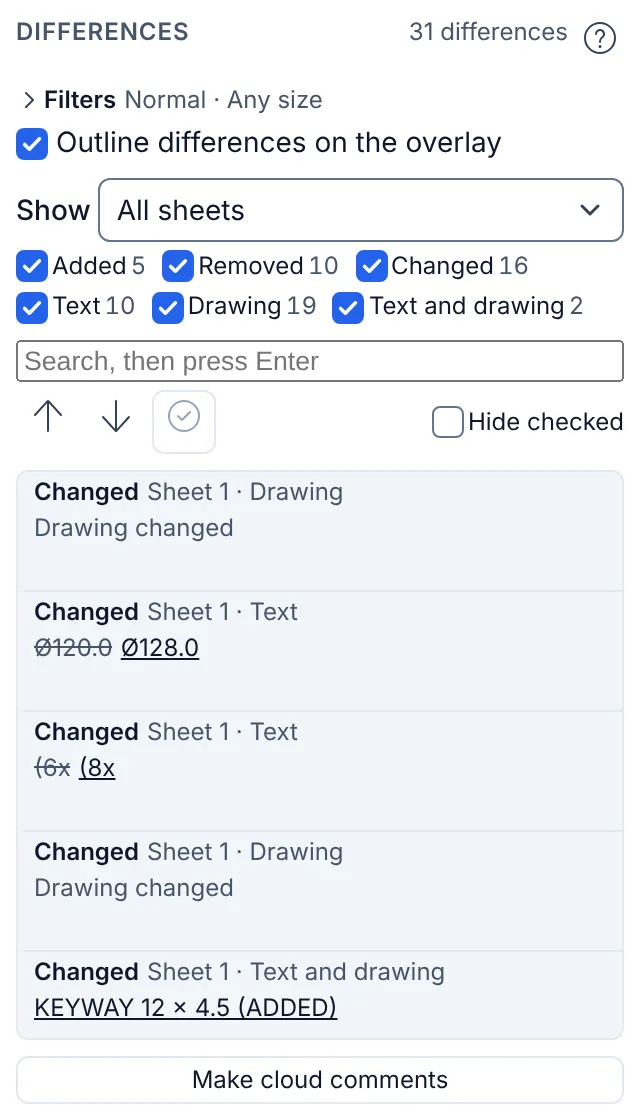 DIFFERENCES 31 differences ?
Filters Normal · Any size
Outline differences on the overlay
Show All sheets
Added 5 Removed 10 Changed 16
Text 10 Drawing 19 Text and drawing 2
Search, then press Enter
Hide checked
Changed Sheet 1 · Drawing
Drawing changed
Changed Sheet 1 · Text
Ø120.0 Ø128.0
Changed Sheet 1 · Text
(6x (8x
Changed Sheet 1 · Drawing
Drawing changed
Changed Sheet 1 · Text and drawing
KEYWAY 12 × 4.5 (ADDED)
Make cloud comments